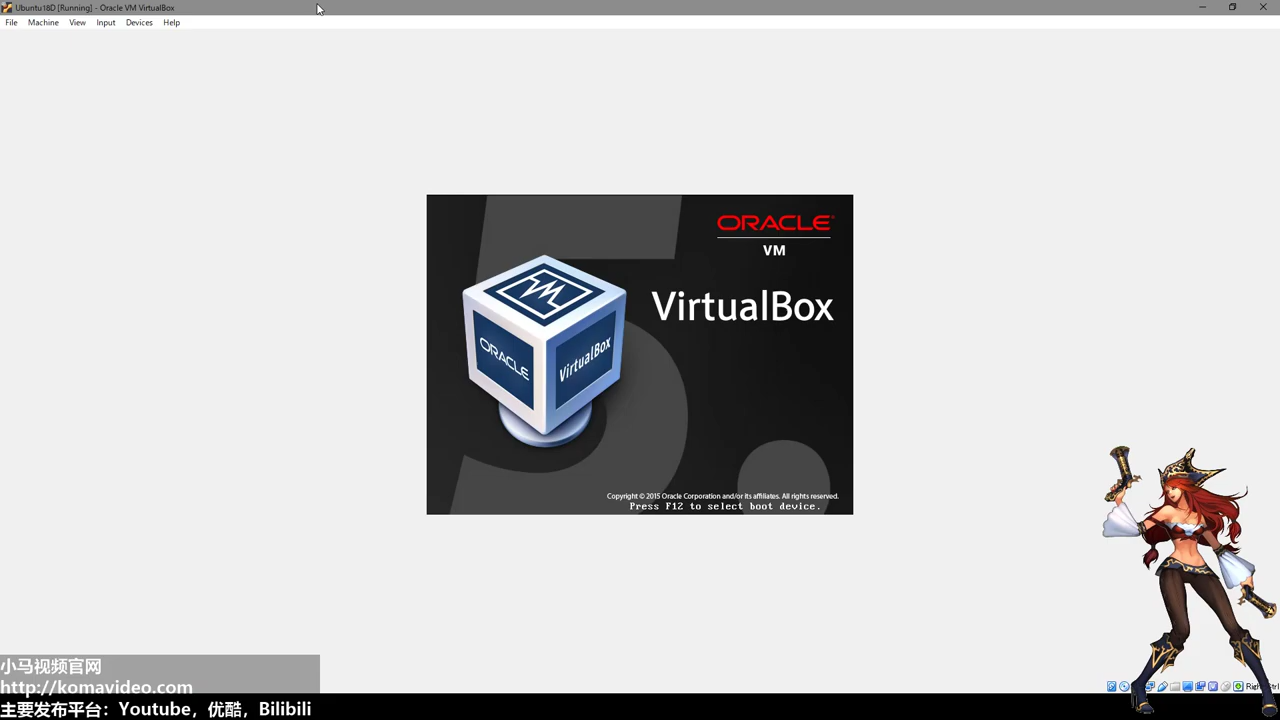 Ubuntu18D [Running] - Oracle VM VirtualBox
File Machine View Input Devices Help
ORACLE®
VM
VirtualBox
ORACLE
VirtualBox
Copyright © 2015 Oracle Corporation and/or its affiliates. All rights reserved.
Press F12 to select boot device.
小马视频官网
http://komavideo.com
主要发布平台：Youtube，优酷，Bilibili